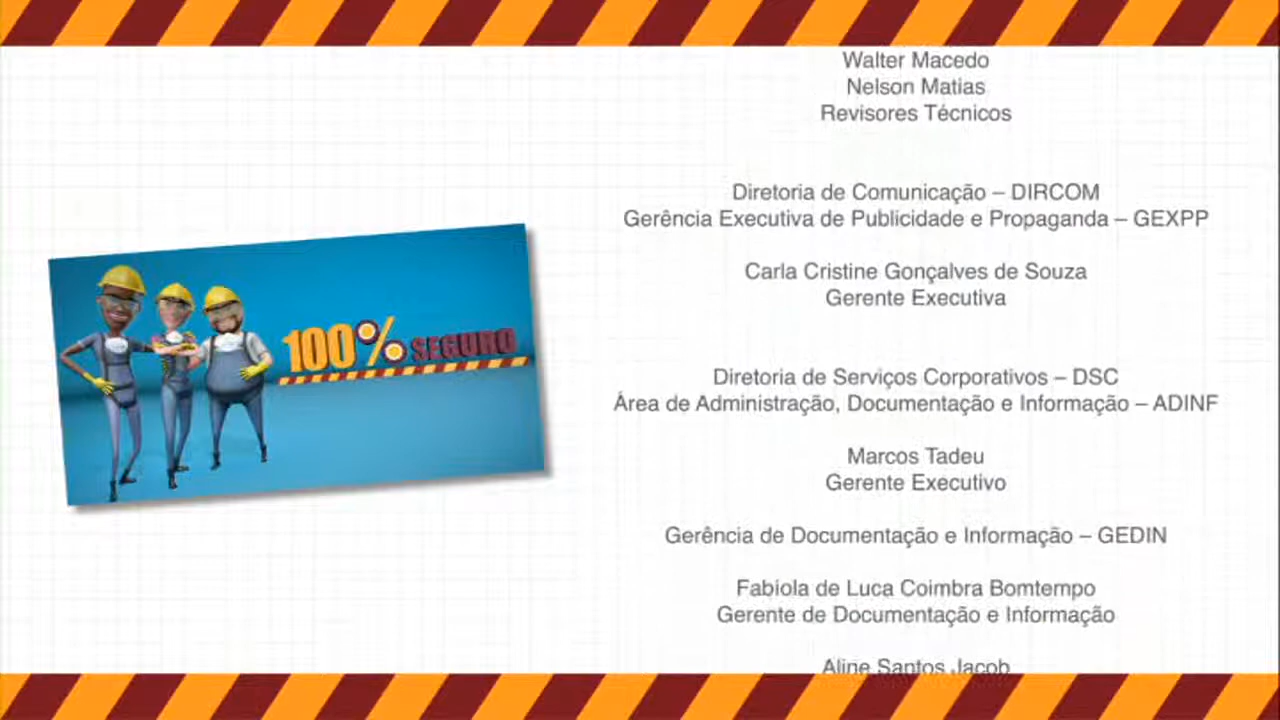 Walter Macedo
Nelson Matias
Revisores Técnicos
Diretoria de Comunicação – DIRCOM
Gerência Executiva de Publicidade e Propaganda – GEXPP
Carla Cristine Gonçalves de Souza
Gerente Executiva
100% SEGURO
Diretoria de Serviços Corporativos – DSC
Área de Administração, Documentação e Informação – ADINF
Marcos Tadeu
Gerente Executivo
Gerência de Documentação e Informação – GEDIN
Fabiola de Luca Coimbra Bomtempo
Gerente de Documentação e Informação
Aline Santos Jacob